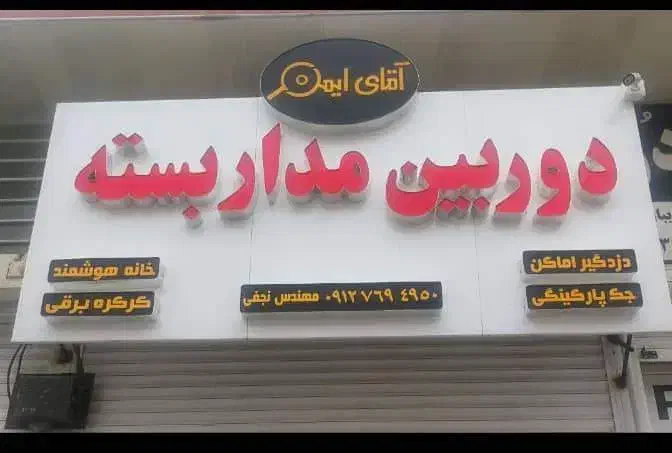 آقای ایمن
دوربین مداربسته
دزدگیر اماکن
خانه هوشمند
جک پارکینگی
۰۹۱۲ ۷۶۹ ۴۹۵۰ مهندس نجفی
کرکره برقی